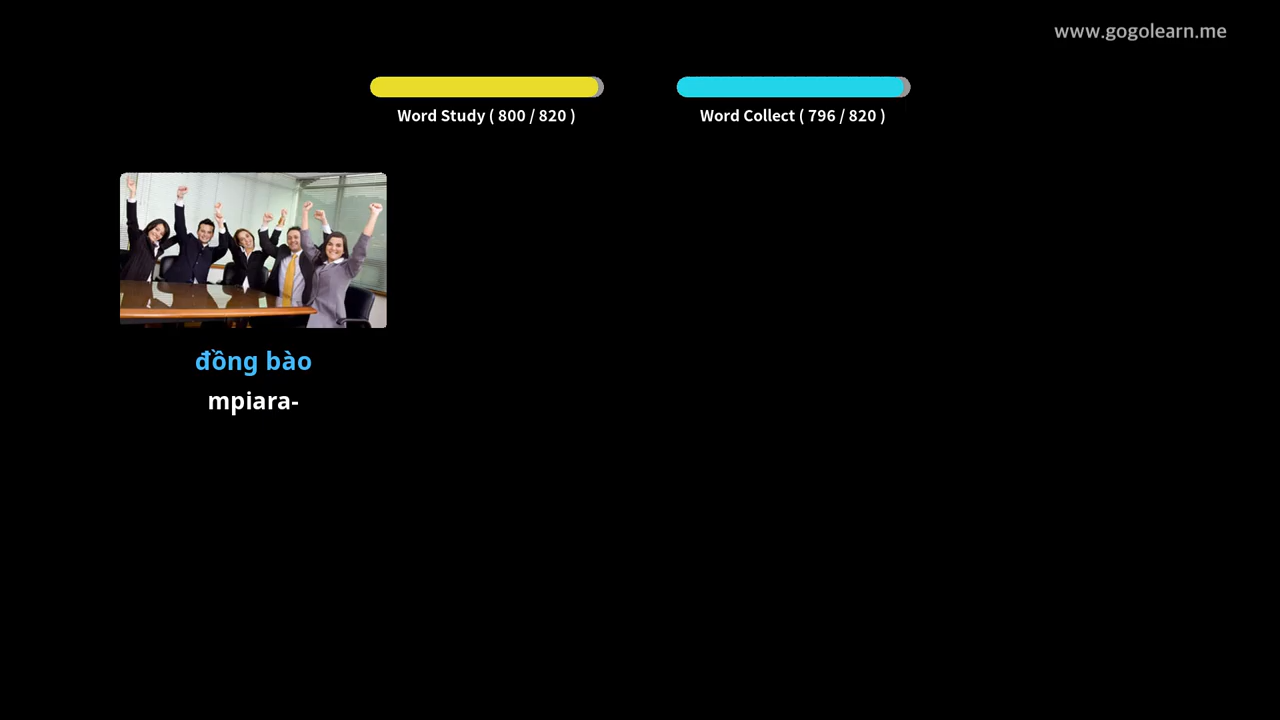 www.gogolearn.me
Word Study ( 800 / 820 )
Word Collect ( 796 / 820 )
đồng bào
mpiara-